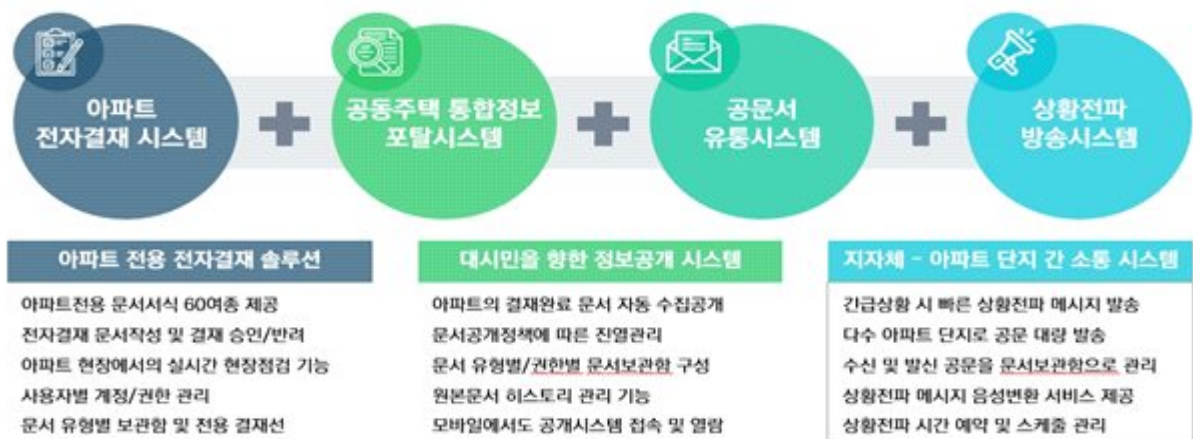 아파트
전자결재 시스템
공동주택 통합정보
포탈시스템
공문서
유통시스템
상황전파
방송시스템
아파트 전용 전자결재 솔루션
아파트전용 문서서식 60여종 제공
전자결재 문서작성 및 결재 승인/반려
아파트 현장에서의 실시간 현장점검 기능
사용자별 계정/권한 관리
문서 유형별 보관함 및 전용 결재선
대시민을 향한 정보공개 시스템
아파트의 결재완료 문서 자동 수집공개
문서공개정책에 따른 진열관리
문서 유형별/권한별 문서보관함 구성
원본문서 히스토리 관리 기능
모바일에서도 공개시스템 접속 및 열람
지자체 - 아파트 단지 간 소통 시스템
긴급상황 시 빠른 상황전파 메시지 발송
다수 아파트 단지로 공문 대량 발송
수신 및 발신 공문을 문서보관함으로 관리
상황전파 메시지 음성변환 서비스 제공
상황전파 시간 예약 및 스케줄 관리